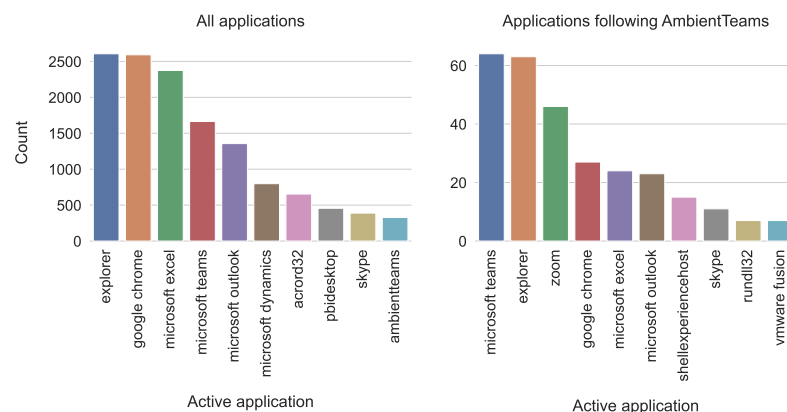 All applications
Count
2500
2000
1500
1000
500
0
explorer
google chrome
microsoft excel
microsoft teams
microsoft outlook
microsoft dynamics
acrord32
pbidesktop
skype
ambientteams
Active application
Applications following AmbientTeams
60
40
20
0
microsoft teams
explorer
zoom
google chrome
microsoft excel
microsoft outlook
shellexperiencehost
skype
rundll32
vmware fusion
Active application